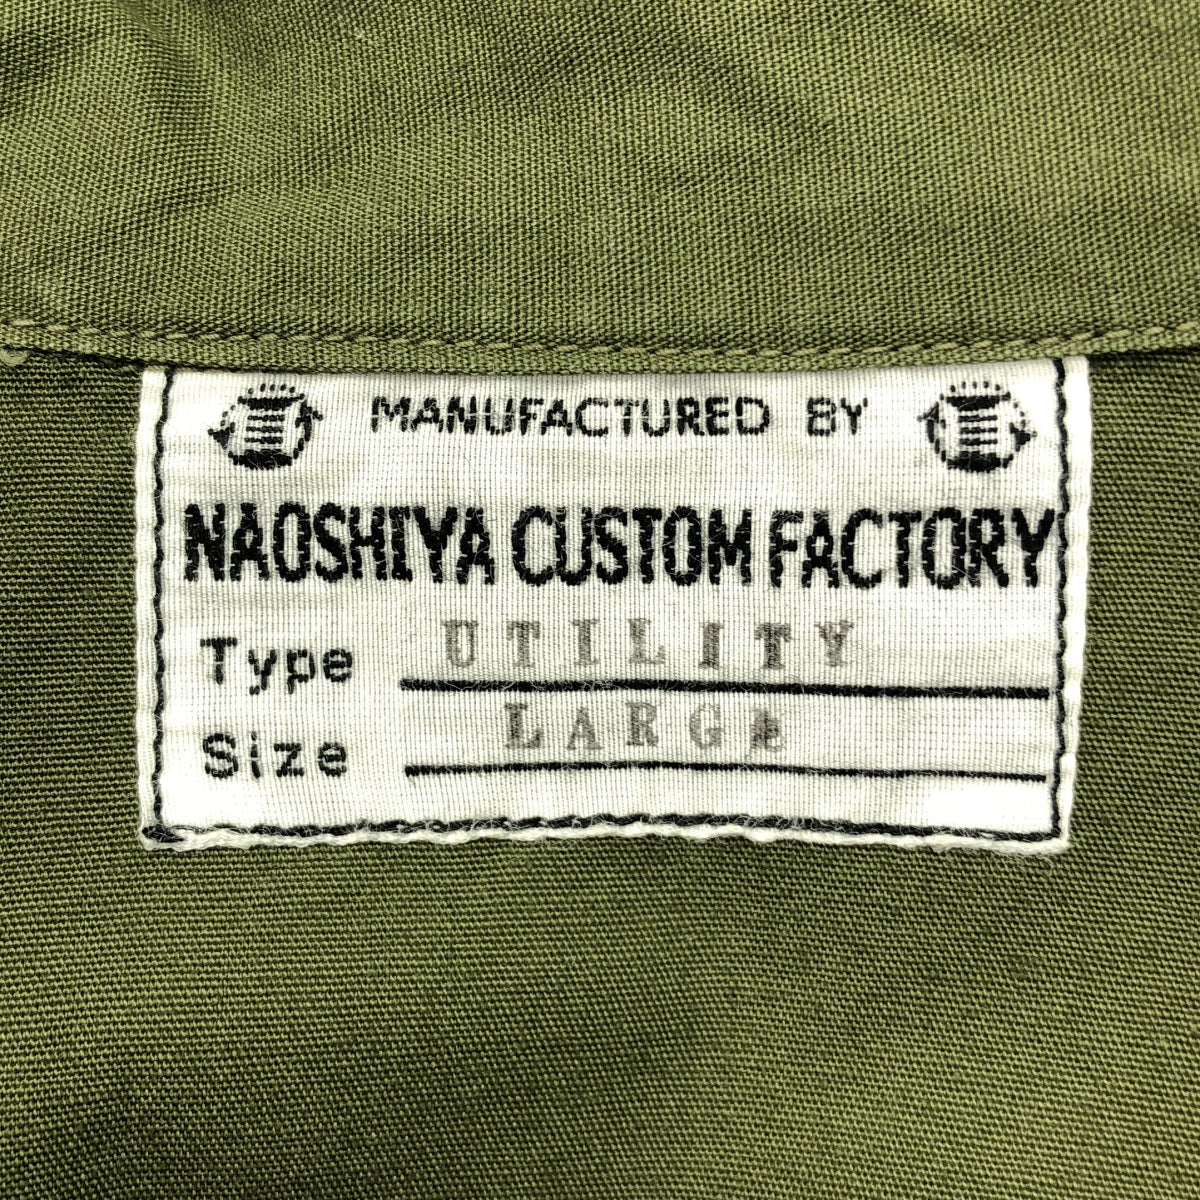 MANUFACTURED BY
NAOSHIYA CUSTOM FACTORY
Type UTILITY
Size LARGE